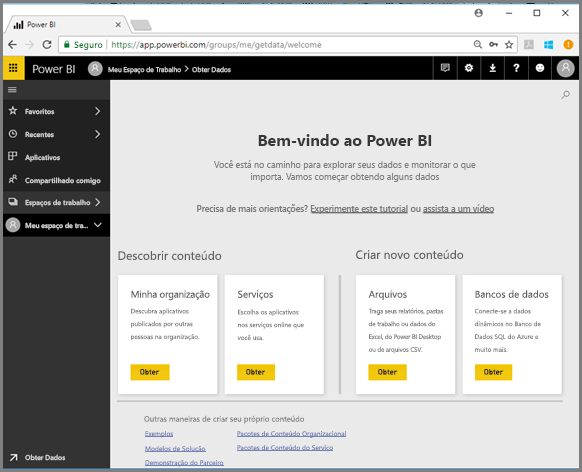 Power BI
Seguro | https://app.powerbi.com/groups/me/getdata/welcome
Power BI Meu Espaço de Trabalho > Obter Dados
Favoritos
Recentes
Aplicativos
Compartilhado comigo
Espaços de trabalho
Meu espaço de tra...
Obter Dados
Bem-vindo ao Power BI
Você está no caminho para explorar seus dados e monitorar o que
importa. Vamos começar obtendo alguns dados
Precisa de mais orientações? Experimente este tutorial ou assista a um vídeo
Descobrir conteúdo
Minha organização
Descubra aplicativos
publicados por outras
pessoas na organização.
Obter
Serviços
Escolha os aplicativos
nos serviços online que
você usa.
Obter
Criar novo conteúdo
Arquivos
Traga seus relatórios, pastas
de trabalho ou dados do
Excel, do Power BI Desktop
ou de arquivos CSV.
Obter
Bancos de dados
Conecte-se a dados
dinâmicos no Banco de
Dados SQL do Azure e
muito mais.
Obter
Outras maneiras de criar seu próprio conteúdo
Exemplos
Modelos de Solução
Demonstração do Parceiro
Pacotes de Conteúdo Organizacional
Pacotes de Conteúdo do Serviço